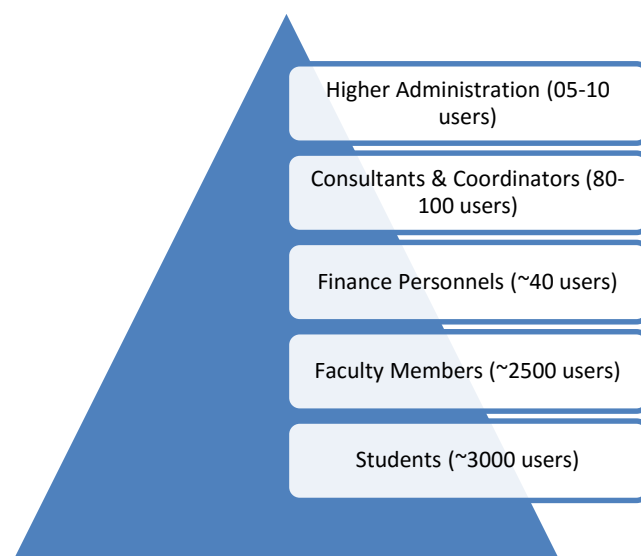 Higher Administration (05-10
users)
Consultants & Coordinators (80-
100 users)
Finance Personnels (~40 users)
Faculty Members (~2500 users)
Students (~3000 users)